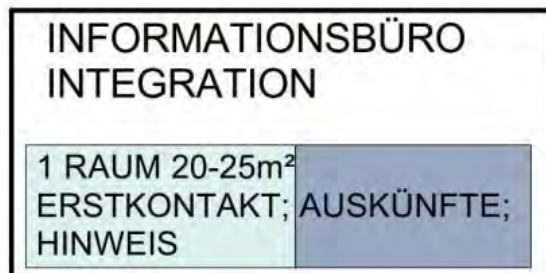 INFORMATIONSBÜRO
INTEGRATION
1 RAUM 20-25m²
ERSTKONTAKT; AUSKÜNFTE;
HINWEIS